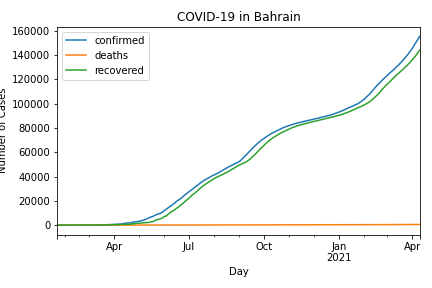 COVID-19 in Bahrain
confirmed
deaths
recovered
160000
140000
120000
100000
80000
60000
40000
20000
0
Number of Cases
Apr
Jul
Oct
Jan
2021
Apr
Day